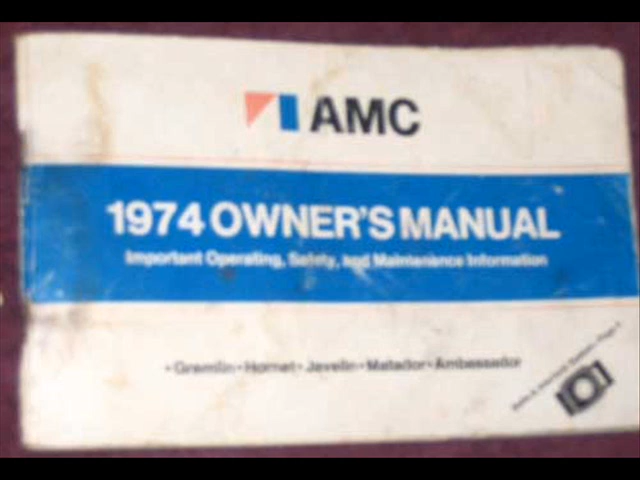 AMC
1974 OWNER'S MANUAL
Important Operating, Safety, and Maintenance Information
• Gremlin • Hornet • Javelin • Matador • Ambassador